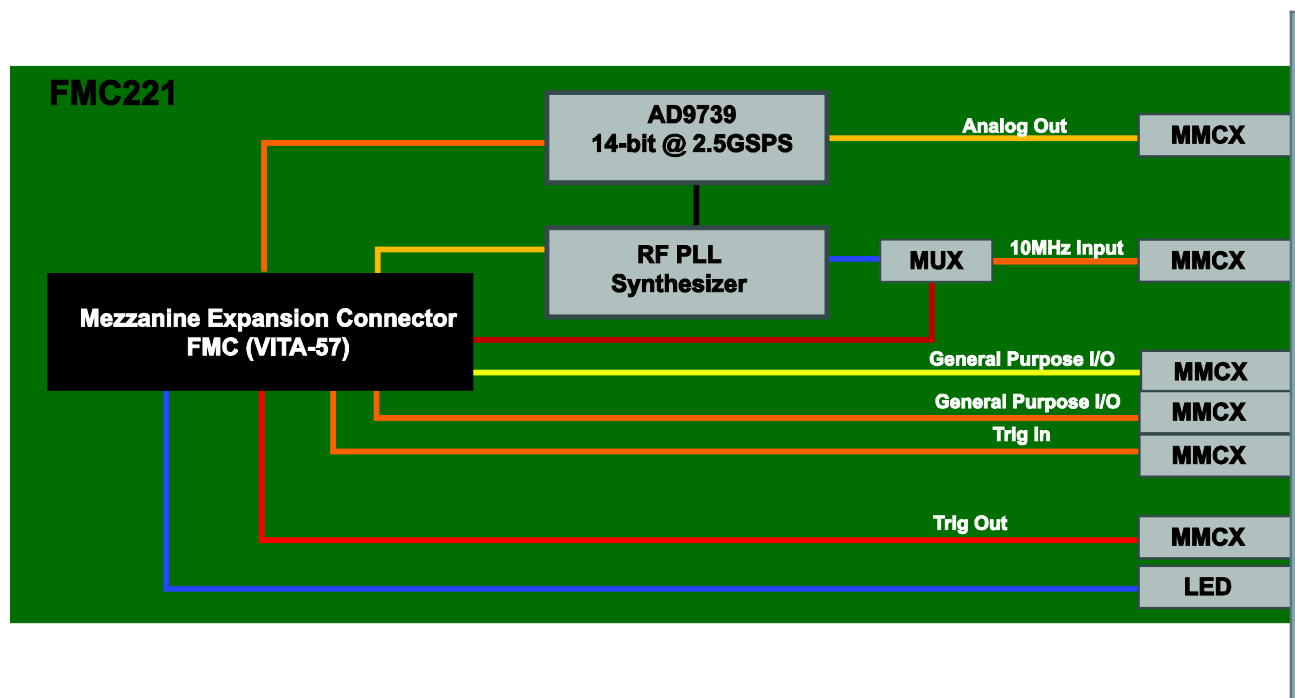 FMC221
AD9739
14-bit @ 2.5GSPS
Analog Out
MMCX
RF PLL
Synthesizer
MUX
10MHz Input
MMCX
Mezzanine Expansion Connector
FMC (VITA-57)
General Purpose I/O
MMCX
General Purpose I/O
MMCX
Trig In
MMCX
Trig Out
MMCX
LED